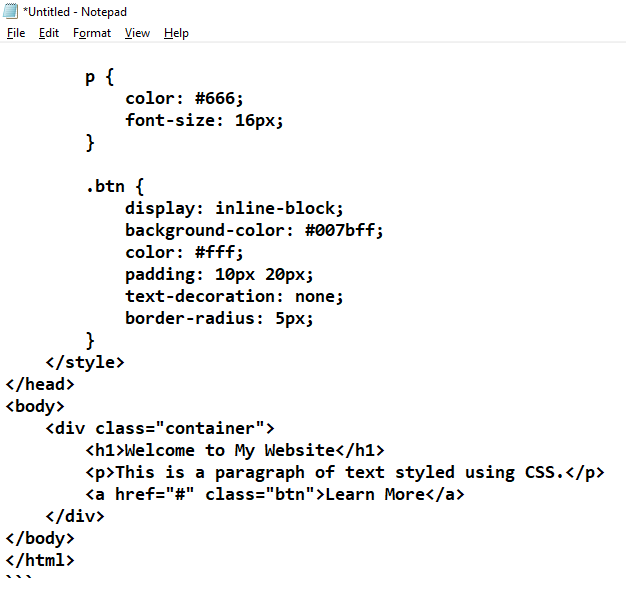 *Untitled - Notepad
File Edit Format View Help
        p {
            color: #666;
            font-size: 16px;
        }

        .btn {
            display: inline-block;
            background-color: #007bff;
            color: #fff;
            padding: 10px 20px;
            text-decoration: none;
            border-radius: 5px;
        }
    </style>
</head>
<body>
    <div class="container">
        <h1>Welcome to My Website</h1>
        <p>This is a paragraph of text styled using CSS.</p>
        <a href="#" class="btn">Learn More</a>
    </div>
</body>
</html>
```